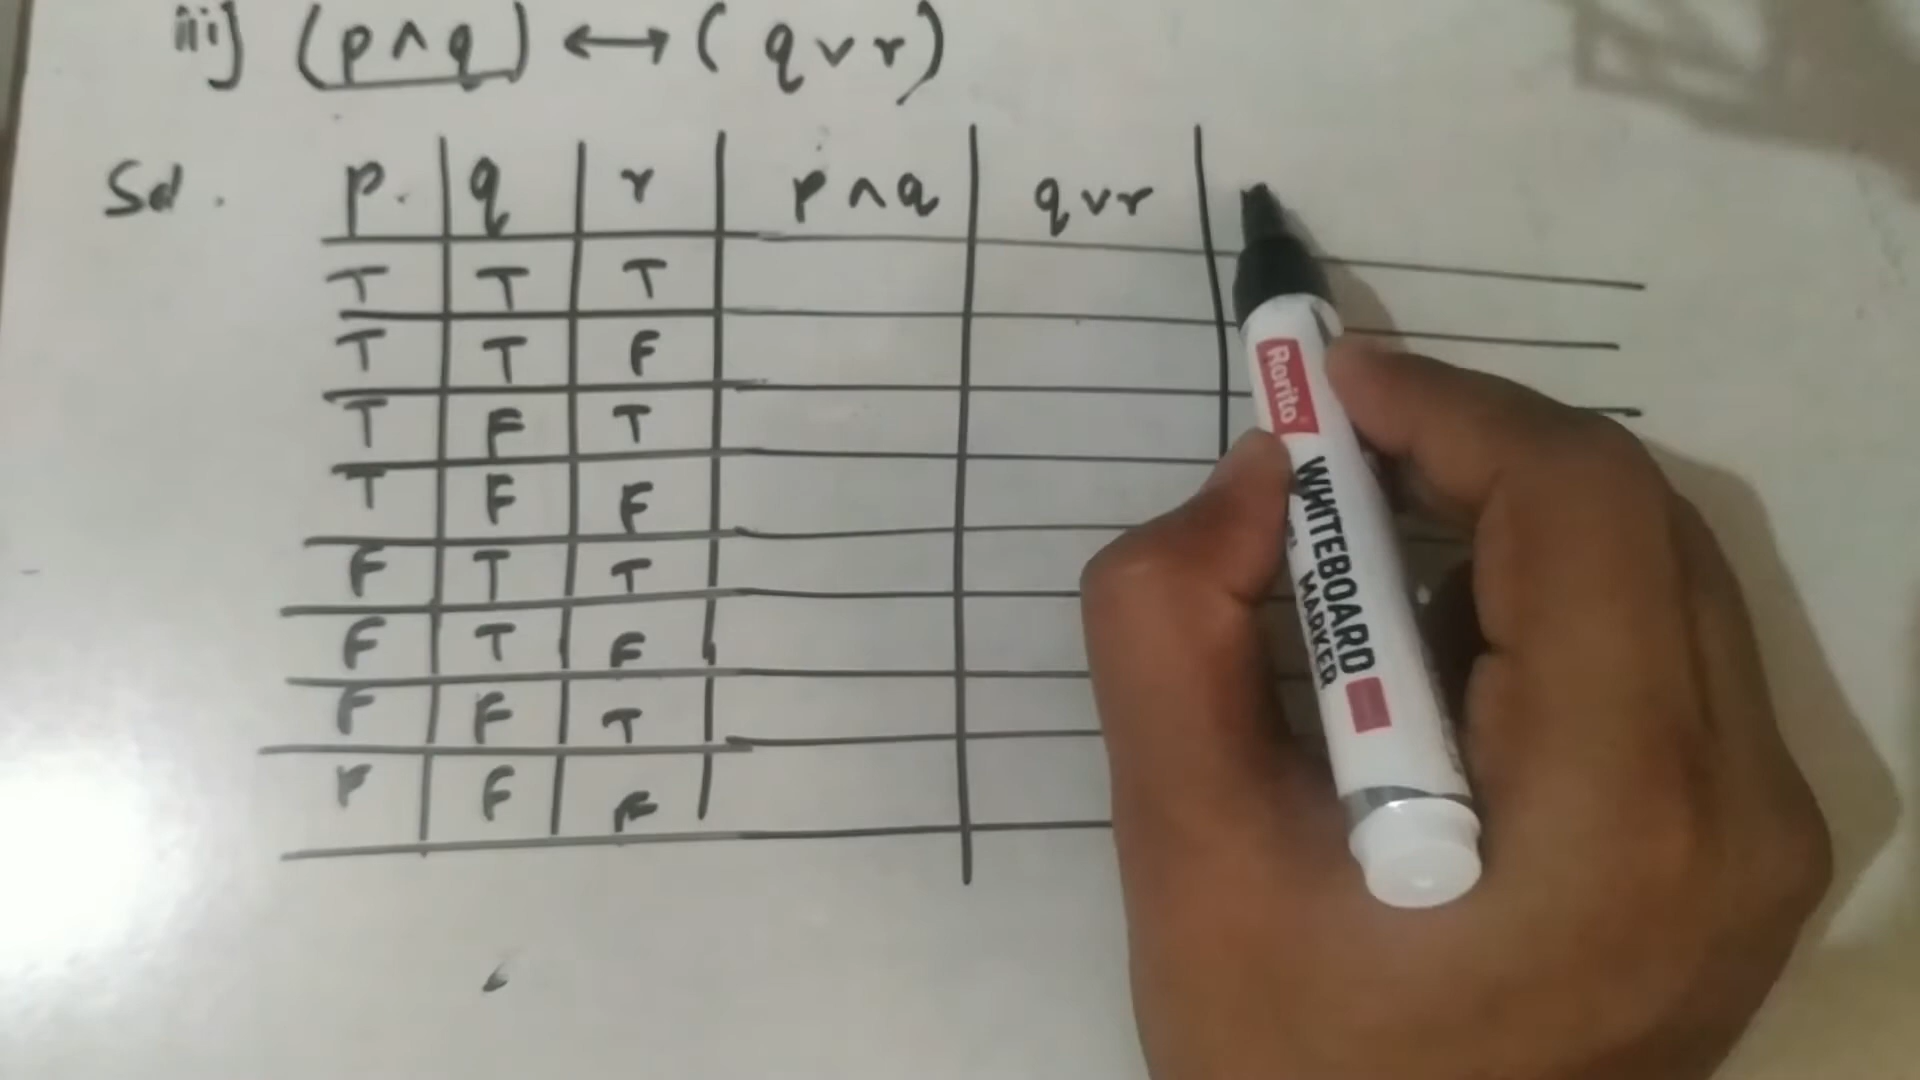 iii] (p ∧ q) ↔ (q ∨ r)
Sol. p. q r p ∧ q q ∨ r
T T T
T T F
T F T
T F F
F T T
F T F
F F T
F F F
Rorito
WHITEBOARD
MARKER